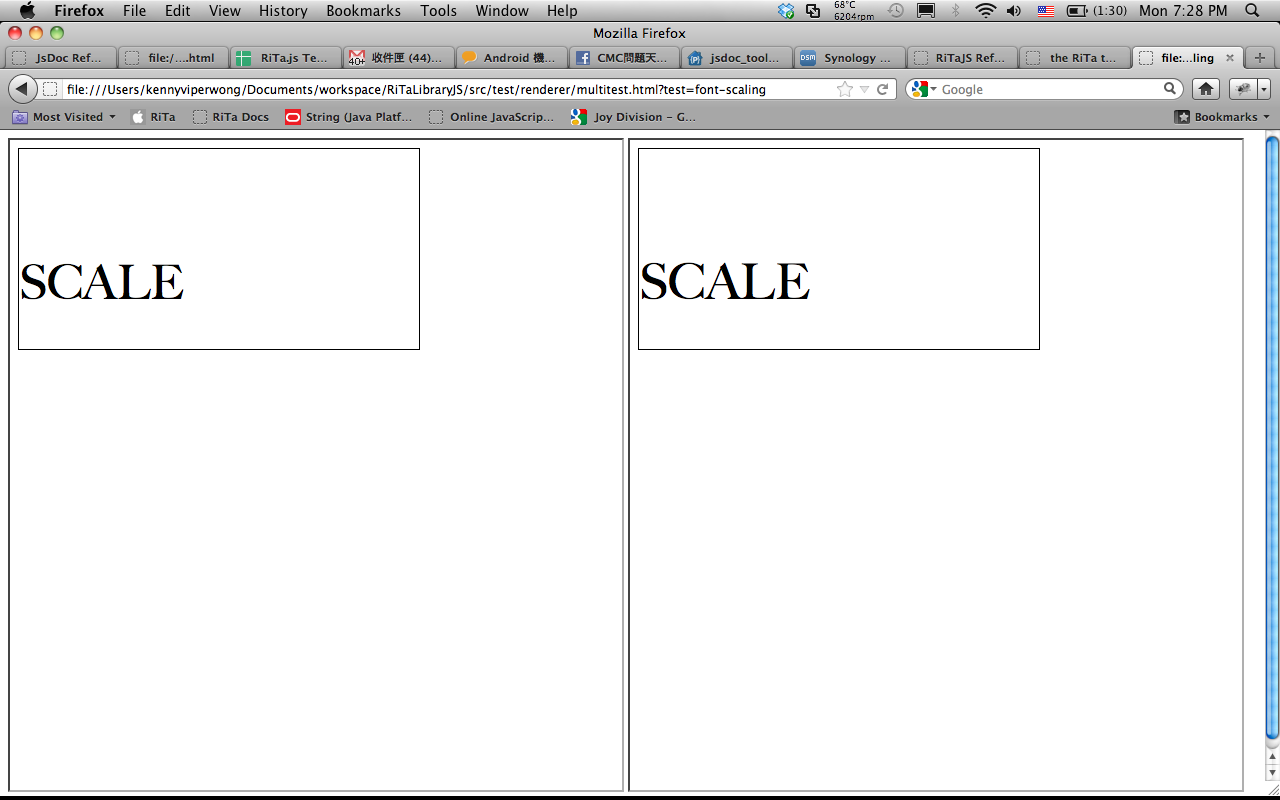 Firefox File Edit View History Bookmarks Tools Window Help 68°C 6204rpm (1:30) Mon 7:28 PM
Mozilla Firefox
JsDoc Ref... file:/....html RiTa.js Te... 收件匣 (44)... Android 機... CMC問題天... jsdoc_tool... Synology ... RiTaJS Ref... the RiTa t... file:...ling
file:///Users/kennyviperwong/Documents/workspace/RiTaLibraryJS/src/test/renderer/multitest.html?test=font-scaling Google
Most Visited RiTa RiTa Docs String (Java Platf... Online JavaScrip... Joy Division – G... Bookmarks
SCALE SCALE